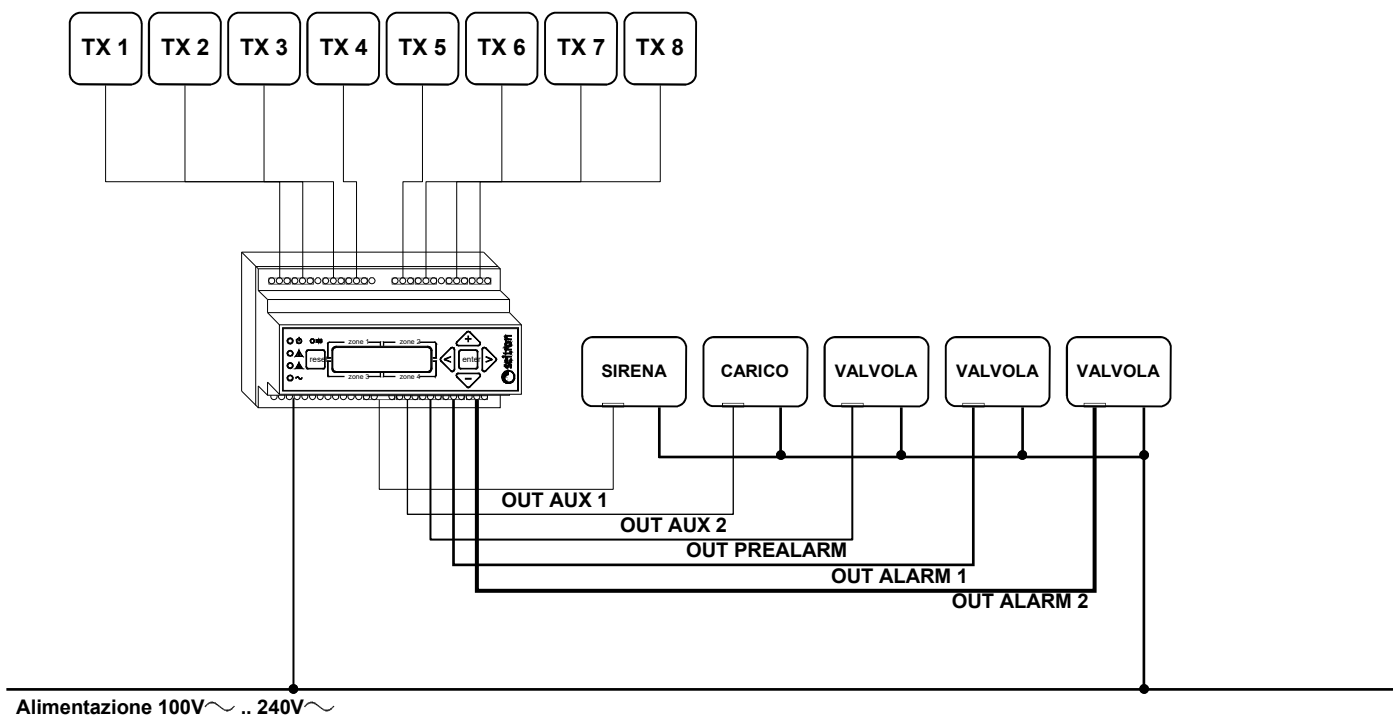 TX 1 TX 2 TX 3 TX 4 TX 5 TX 6 TX 7 TX 8
zone 1 zone 2
rese enter
zone 3 zone 4
seitron
SIRENA CARICO VALVOLA VALVOLA VALVOLA
OUT AUX 1
OUT AUX 2
OUT PREALARM
OUT ALARM 1
OUT ALARM 2
Alimentazione 100V~ .. 240V~